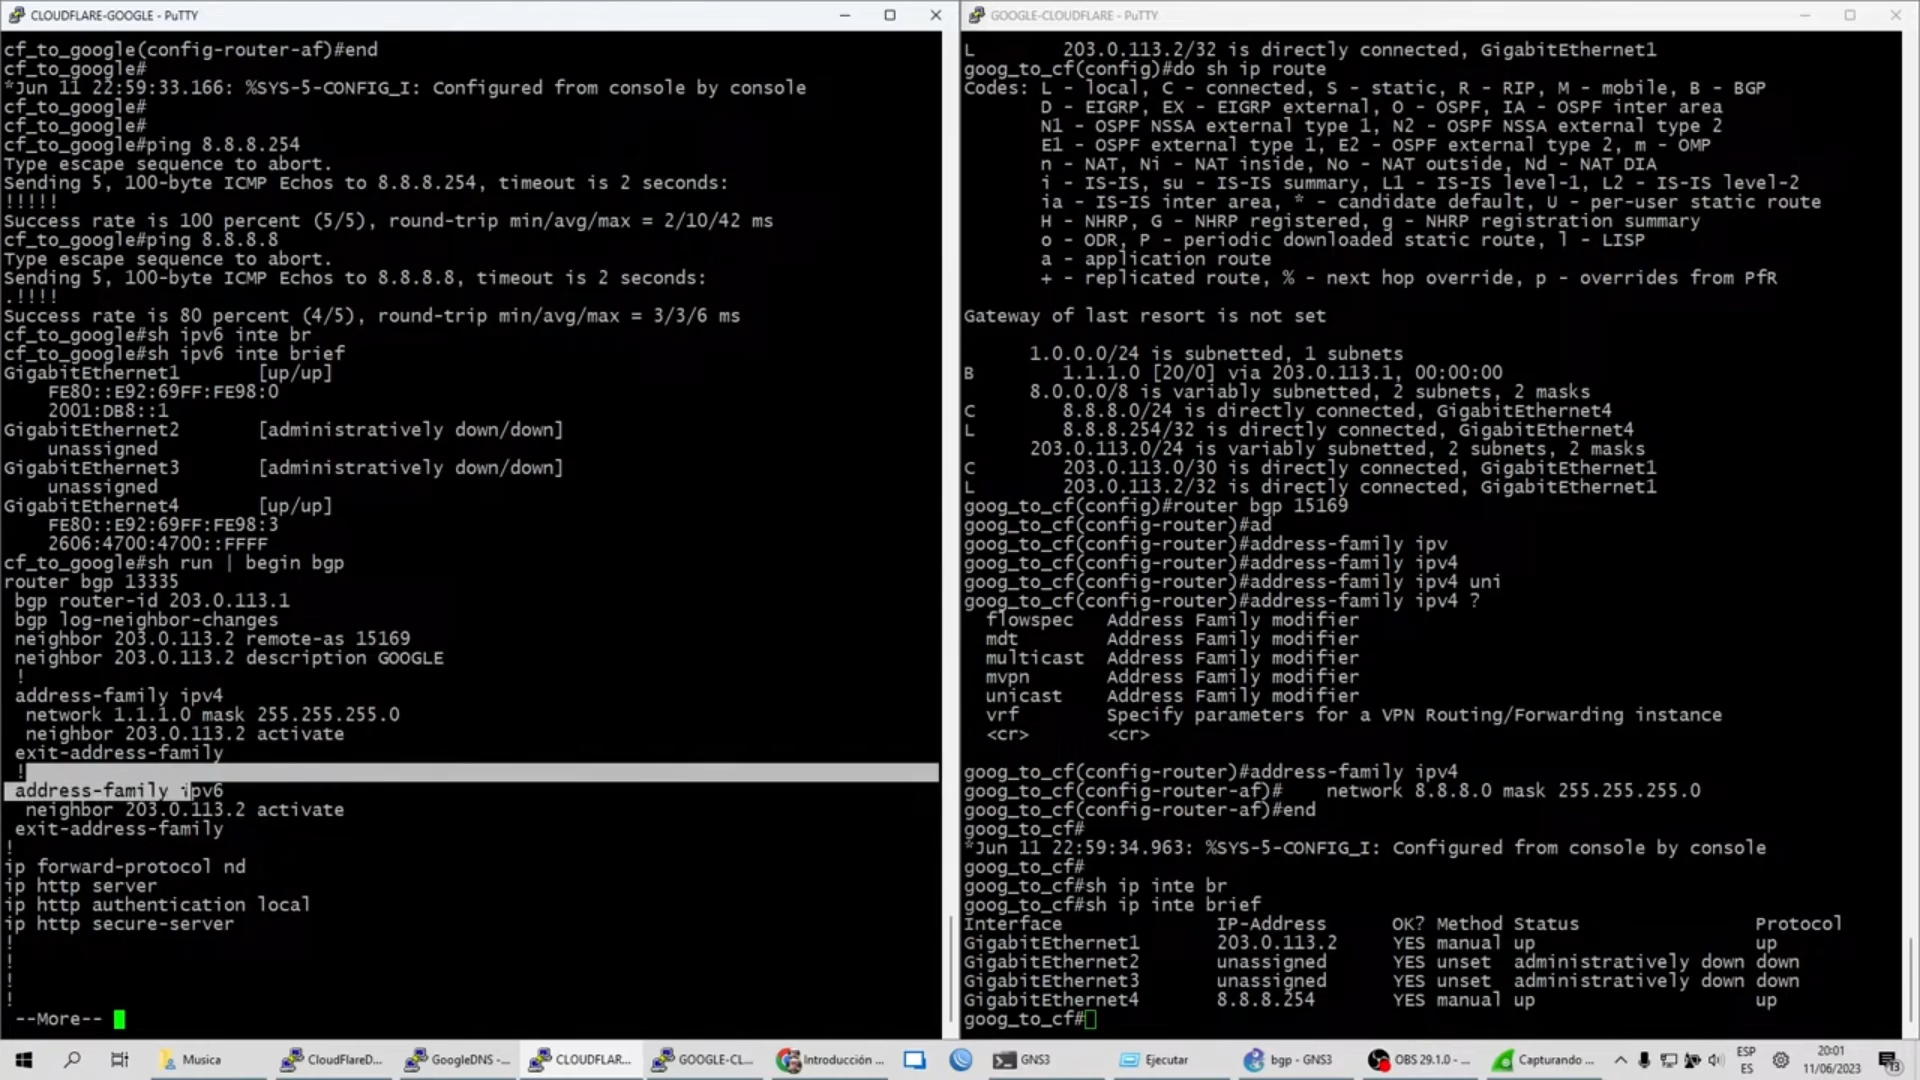 CLOUDFLARE-GOOGLE - PuTTY
cf_to_google(config-router-af)#end
cf_to_google#
*Jun 11 22:59:33.166: %SYS-5-CONFIG_I: Configured from console by console
cf_to_google#
cf_to_google#
cf_to_google#ping 8.8.8.254
Type escape sequence to abort.
Sending 5, 100-byte ICMP Echos to 8.8.8.254, timeout is 2 seconds:
!!!!!
Success rate is 100 percent (5/5), round-trip min/avg/max = 2/10/42 ms
cf_to_google#ping 8.8.8.8
Type escape sequence to abort.
Sending 5, 100-byte ICMP Echos to 8.8.8.8, timeout is 2 seconds:
.!!!!
Success rate is 80 percent (4/5), round-trip min/avg/max = 3/3/6 ms
cf_to_google#sh ipv6 inte br
cf_to_google#sh ipv6 inte brief
GigabitEthernet1 [up/up]
FE80::E92:69FF:FE98:0
2001:DB8::1
GigabitEthernet2 [administratively down/down]
unassigned
GigabitEthernet3 [administratively down/down]
unassigned
GigabitEthernet4 [up/up]
FE80::E92:69FF:FE98:3
2606:4700:4700::FFFF
cf_to_google#sh run | begin bgp
router bgp 13335
bgp router-id 203.0.113.1
bgp log-neighbor-changes
neighbor 203.0.113.2 remote-as 15169
neighbor 203.0.113.2 description GOOGLE
!
address-family ipv4
network 1.1.1.0 mask 255.255.255.0
neighbor 203.0.113.2 activate
exit-address-family
!
address-family ipv6
neighbor 203.0.113.2 activate
exit-address-family
!
ip forward-protocol nd
ip http server
ip http authentication local
ip http secure-server
!
!
!
!
--More--
GOOGLE-CLOUDFLARE - PuTTY
L 203.0.113.2/32 is directly connected, GigabitEthernet1
goog_to_cf(config)#do sh ip route
Codes: L - local, C - connected, S - static, R - RIP, M - mobile, B - BGP
D - EIGRP, EX - EIGRP external, O - OSPF, IA - OSPF inter area
N1 - OSPF NSSA external type 1, N2 - OSPF NSSA external type 2
E1 - OSPF external type 1, E2 - OSPF external type 2, m - OMP
n - NAT, Ni - NAT inside, No - NAT outside, Nd - NAT DIA
i - IS-IS, su - IS-IS summary, L1 - IS-IS level-1, L2 - IS-IS level-2
ia - IS-IS inter area, * - candidate default, U - per-user static route
H - NHRP, G - NHRP registered, g - NHRP registration summary
o - ODR, P - periodic downloaded static route, l - LISP
a - application route
+ - replicated route, % - next hop override, p - overrides from PfR
Gateway of last resort is not set
1.0.0.0/24 is subnetted, 1 subnets
B 1.1.1.0 [20/0] via 203.0.113.1, 00:00:00
8.0.0.0/8 is variably subnetted, 2 subnets, 2 masks
C 8.8.8.0/24 is directly connected, GigabitEthernet4
L 8.8.8.254/32 is directly connected, GigabitEthernet4
203.0.113.0/24 is variably subnetted, 2 subnets, 2 masks
C 203.0.113.0/30 is directly connected, GigabitEthernet1
L 203.0.113.2/32 is directly connected, GigabitEthernet1
goog_to_cf(config)#router bgp 15169
goog_to_cf(config-router)#ad
goog_to_cf(config-router)#address-family ipv
goog_to_cf(config-router)#address-family ipv4
goog_to_cf(config-router)#address-family ipv4 uni
goog_to_cf(config-router)#address-family ipv4 ?
flowspec Address Family modifier
mdt Address Family modifier
multicast Address Family modifier
mvpn Address Family modifier
unicast Address Family modifier
vrf Specify parameters for a VPN Routing/Forwarding instance
<cr> <cr>
goog_to_cf(config-router)#address-family ipv4
goog_to_cf(config-router-af)# network 8.8.8.0 mask 255.255.255.0
goog_to_cf(config-router-af)#end
goog_to_cf#
*Jun 11 22:59:34.963: %SYS-5-CONFIG_I: Configured from console by console
goog_to_cf#
goog_to_cf#sh ip inte br
goog_to_cf#sh ip inte brief
Interface IP-Address OK? Method Status Protocol
GigabitEthernet1 203.0.113.2 YES manual up up
GigabitEthernet2 unassigned YES unset administratively down down
GigabitEthernet3 unassigned YES unset administratively down down
GigabitEthernet4 8.8.8.254 YES manual up up
goog_to_cf#
Musica CloudFlareD... GoogleDNS -... CLOUDFLAR... GOOGLE-CL... Introducción ... GNS3 Ejecutar bgp - GNS3 OBS 29.1.0 - ... Capturando ... ESP ES 20:01 11/06/2023 13